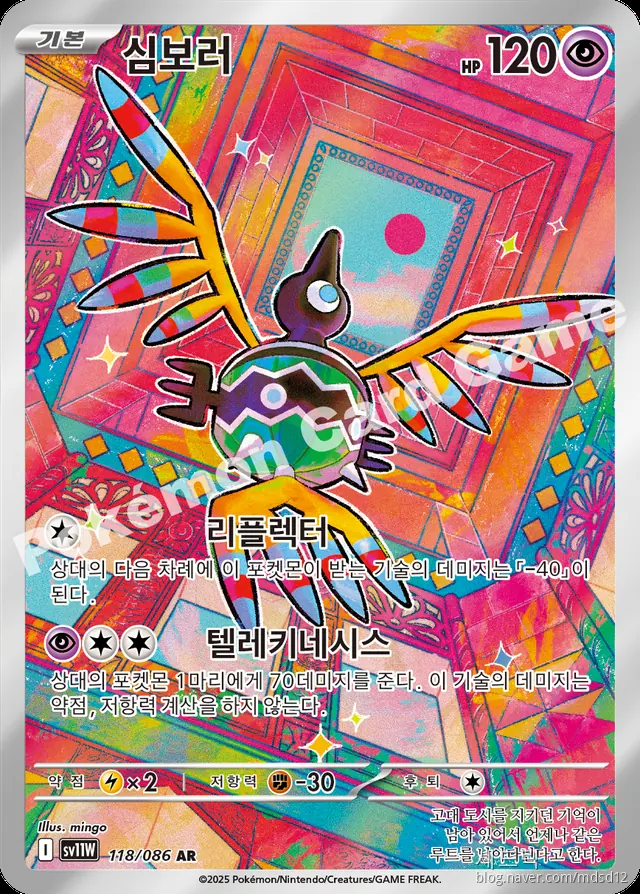 기본 심보러 HP 120
리플렉터
상대의 다음 차례에 이 포켓몬이 받는 기술의 데미지는 「-40」이
된다.
텔레키네시스
상대의 포켓몬 1마리에게 70데미지를 준다. 이 기술의 데미지는
약점, 저항력 계산을 하지 않는다.
약점 ×2 저항력 -30 후퇴
Illus. mingo
고대 도시를 지키던 기억이
남아 있어서 언제나 같은
루트를 날아다닌다고 한다.
I sv11W 118/086 AR
©2025 Pokémon/Nintendo/Creatures/GAME FREAK.
Pokémon Card Game
blog.naver.com/mdsd12